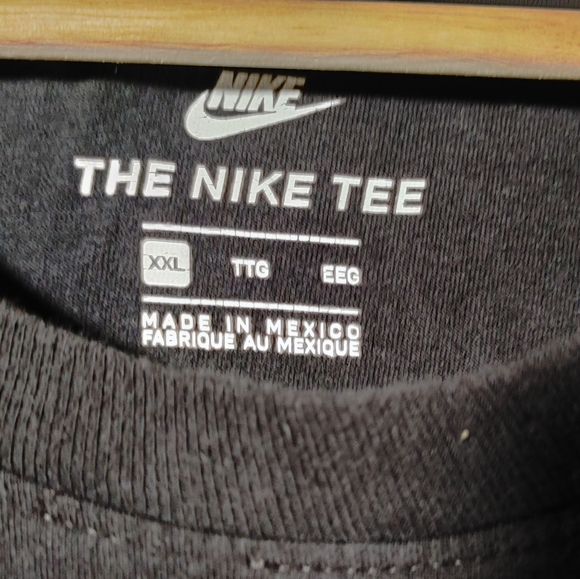 NIKE
THE NIKE TEE
XXL TTG EEG
MADE IN MEXICO
FABRIQUE AU MEXIQUE